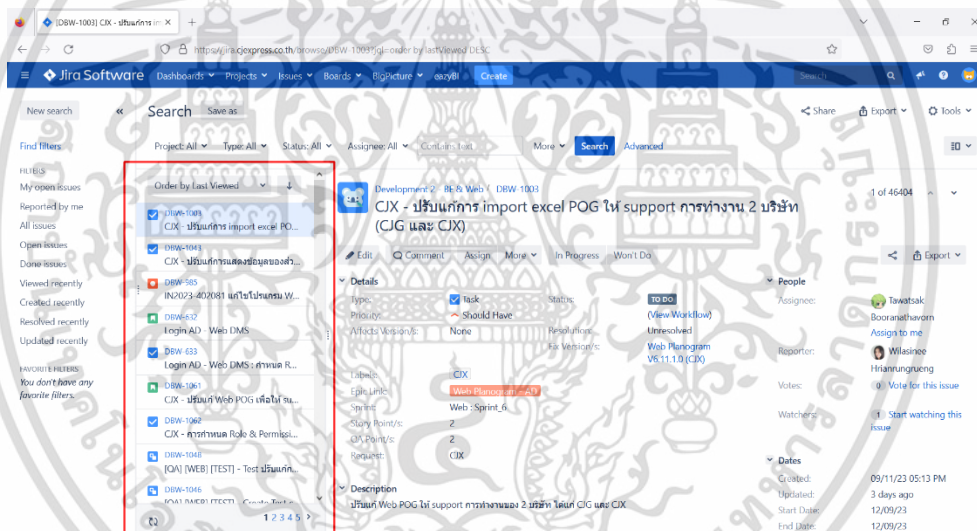 [DBW-1003] CJX - ปรับแก้การ im
https://jira.cjexpress.co.th/browse/DBW-1003?jql=order by lastViewed DESC
Jira Software Dashboards Projects Issues Boards BigPicture eazyBI Create Search
New search Search Save as Share Export Tools
Find filters Project: All Type: All Status: All Assignee: All Contains text More Search Advanced
FILTERS
My open issues
Reported by me
All issues
Open issues
Done issues
Viewed recently
Created recently
Resolved recently
Updated recently
FAVORITE FILTERS
You don't have any
favorite filters.
Order by Last Viewed
DBW-1003
CJX - ปรับแก้การ import excel PO...
DBW-1043
CJX - ปรับแก้การแสดงข้อมูลของส่ว...
DBW-985
IN2023-402081 แก้ไขโปรแกรม W...
DBW-632
Login AD - Web DMS
DBW-633
Login AD - Web DMS : กำหนด R...
DBW-1061
CJX - ปรับแก้ Web POG เพื่อให้ su...
DBW-1062
CJX - การกำหนด Role & Permissi...
DBW-1048
[QA] [WEB] [TEST] - Test ปรับแก้ก...
DBW-1046
[QA] [WEB] [TEST] - Create Test c...
1 2 3 4 5
Development 2 - BE & Web / DBW-1003
1 of 46404
CJX - ปรับแก้การ import excel POG ให้ support การทำงาน 2 บริษัท
(CJG และ CJX)
Edit Comment Assign More In Progress Won't Do Export
Details
Type: Task Status: TO DO
(View Workflow)
Priority: Should Have
Affects Version/s: None Resolution: Unresolved
Fix Version/s: Web Planogram
V6.11.1.0 (CJX)
Labels: CJX
Epic Link: Web Planogram - AD
Sprint: Web : Sprint_6
Story Point/s: 2
QA Point/s: 2
Request: CJX
Description
ปรับแก้ Web POG ให้ support การทำงานของ 2 บริษัท ได้แก่ CJG และ CJX
People
Assignee: Tawatsak
Booranathavorn
Assign to me
Reporter: Wilasinee
Hrianrungrueng
Votes: 0 Vote for this issue
Watchers: 1 Start watching this
issue
Dates
Created: 09/11/23 05:13 PM
Updated: 3 days ago
Start Date: 12/09/23
End Date: 12/09/23